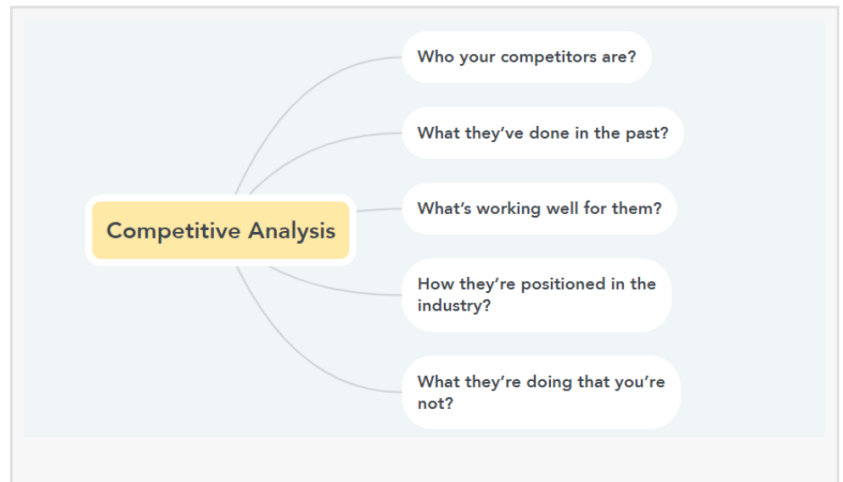 Who your competitors are?
What they've done in the past?
What's working well for them?
Competitive Analysis
How they're positioned in the
industry?
What they're doing that you're
not?